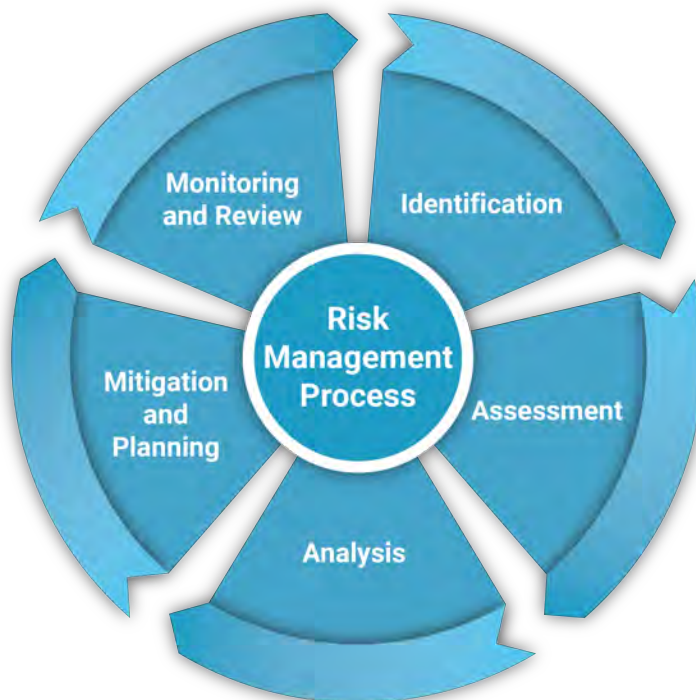 Risk
Management
Process
Identification
Assessment
Analysis
Mitigation
and
Planning
Monitoring
and Review